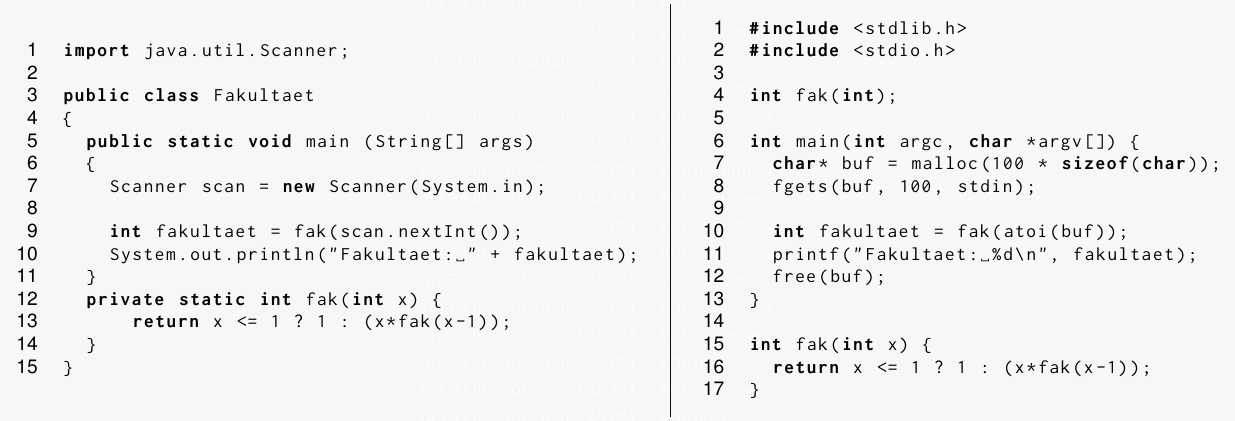 1 import java.util.Scanner;
2
3 public class Fakultaet
4 {
5 public static void main (String[] args)
6 {
7 Scanner scan = new Scanner(System.in);
8
9 int fakultaet = fak(scan.nextInt());
10 System.out.println("Fakultaet:␣" + fakultaet);
11 }
12 private static int fak(int x) {
13 return x <= 1 ? 1 : (x*fak(x-1));
14 }
15 }
1 #include <stdlib.h>
2 #include <stdio.h>
3
4 int fak(int);
5
6 int main(int argc, char *argv[]) {
7 char* buf = malloc(100 * sizeof(char));
8 fgets(buf, 100, stdin);
9
10 int fakultaet = fak(atoi(buf));
11 printf("Fakultaet:␣%d\n", fakultaet);
12 free(buf);
13 }
14
15 int fak(int x) {
16 return x <= 1 ? 1 : (x*fak(x-1));
17 }